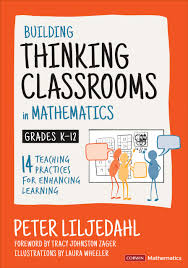 BUILDING
THINKING
CLASSROOMS
in MATHEMATICS
GRADES K–12
14 TEACHING
PRACTICES
FOR ENHANCING
LEARNING
PETER LILJEDAHL
FOREWORD BY TRACY JOHNSTON ZAGER
ILLUSTRATIONS BY LAURA WHEELER
CORWIN Mathematics